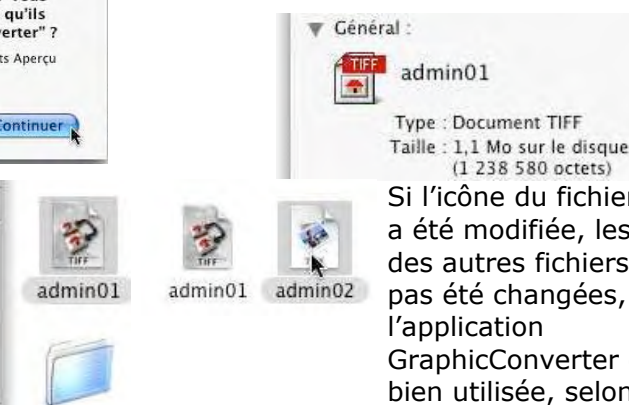 qu'ils
verter" ?
ts Aperçu
Continuer
Général :
TIFF
admin01
Type : Document TIFF
Taille : 1,1 Mo sur le disque
(1 238 580 octets)
TIFF
admin01
TIFF
admin01
admin02
Si l’icône du fichier
a été modifiée, les
des autres fichiers
pas été changées,
l’application
GraphicConverter
bien utilisée, selon